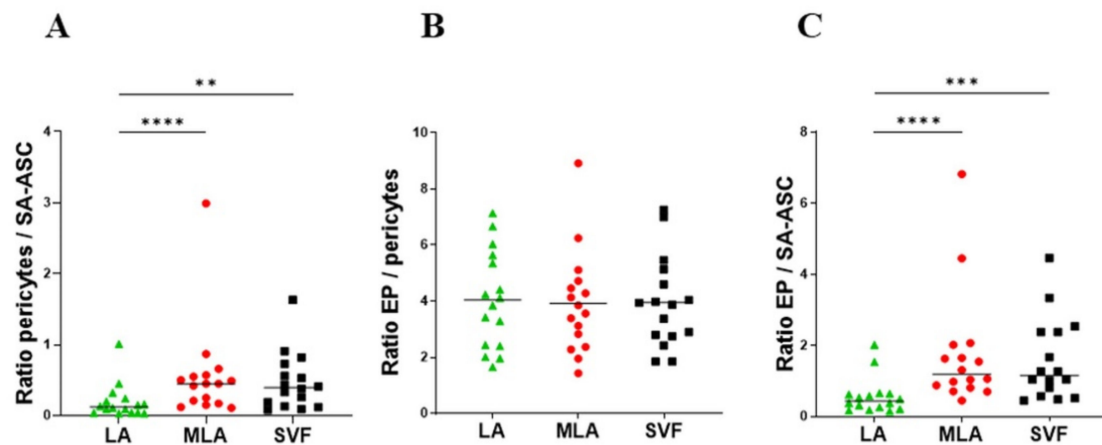 A
**
****
Ratio pericytes / SA-ASC
4
3
2
1
0
LA MLA SVF
B
Ratio EP / pericytes
10
8
6
4
2
0
LA MLA SVF
C
***
****
Ratio EP / SA-ASC
8
6
4
2
0
LA MLA SVF